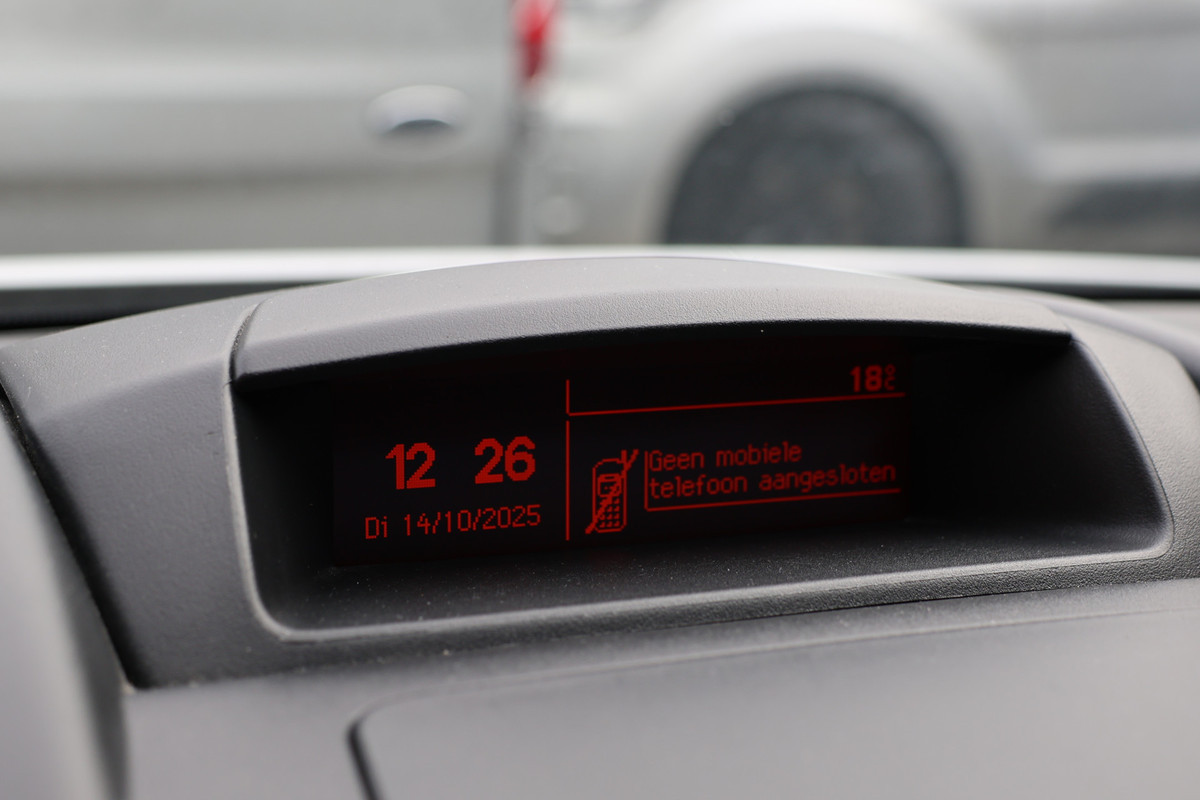 18°C
12 26
Di 14/10/2025
Geen mobiele
telefoon aangesloten